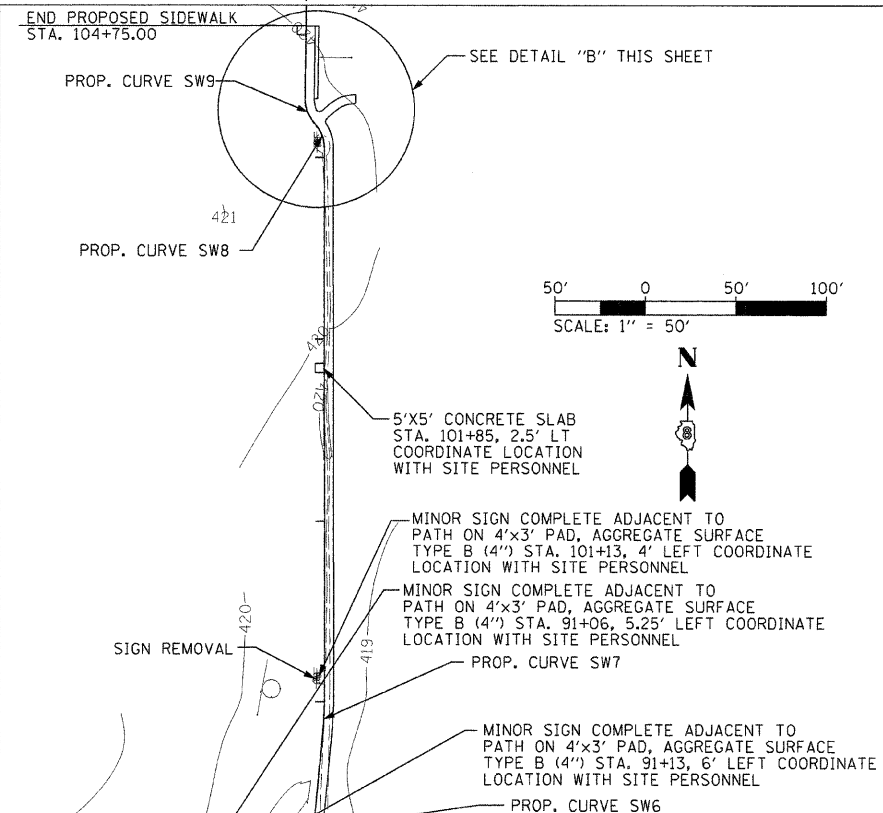 END PROPOSED SIDEWALK
STA. 104+75.00
PROP. CURVE SW9
SEE DETAIL "B" THIS SHEET
421
PROP. CURVE SW8
50' 0 50' 100'
SCALE: 1" = 50'
N
420
420
8
5'X5' CONCRETE SLAB
STA. 101+85, 2.5' LT
COORDINATE LOCATION
WITH SITE PERSONNEL
MINOR SIGN COMPLETE ADJACENT TO
PATH ON 4'x3' PAD, AGGREGATE SURFACE
TYPE B (4") STA. 101+13, 4' LEFT COORDINATE
LOCATION WITH SITE PERSONNEL
MINOR SIGN COMPLETE ADJACENT TO
PATH ON 4'x3' PAD, AGGREGATE SURFACE
TYPE B (4") STA. 91+06, 5.25' LEFT COORDINATE
LOCATION WITH SITE PERSONNEL
420
419
SIGN REMOVAL
PROP. CURVE SW7
MINOR SIGN COMPLETE ADJACENT TO
PATH ON 4'x3' PAD, AGGREGATE SURFACE
TYPE B (4") STA. 91+13, 6' LEFT COORDINATE
LOCATION WITH SITE PERSONNEL
PROP. CURVE SW6